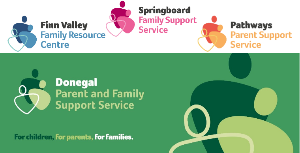 Finn Valley
Family Resource
Centre
Springboard
Family Support
Service
Pathways
Parent Support
Service
Donegal
Parent and Family
Support Service
For children, For parents, For Families.